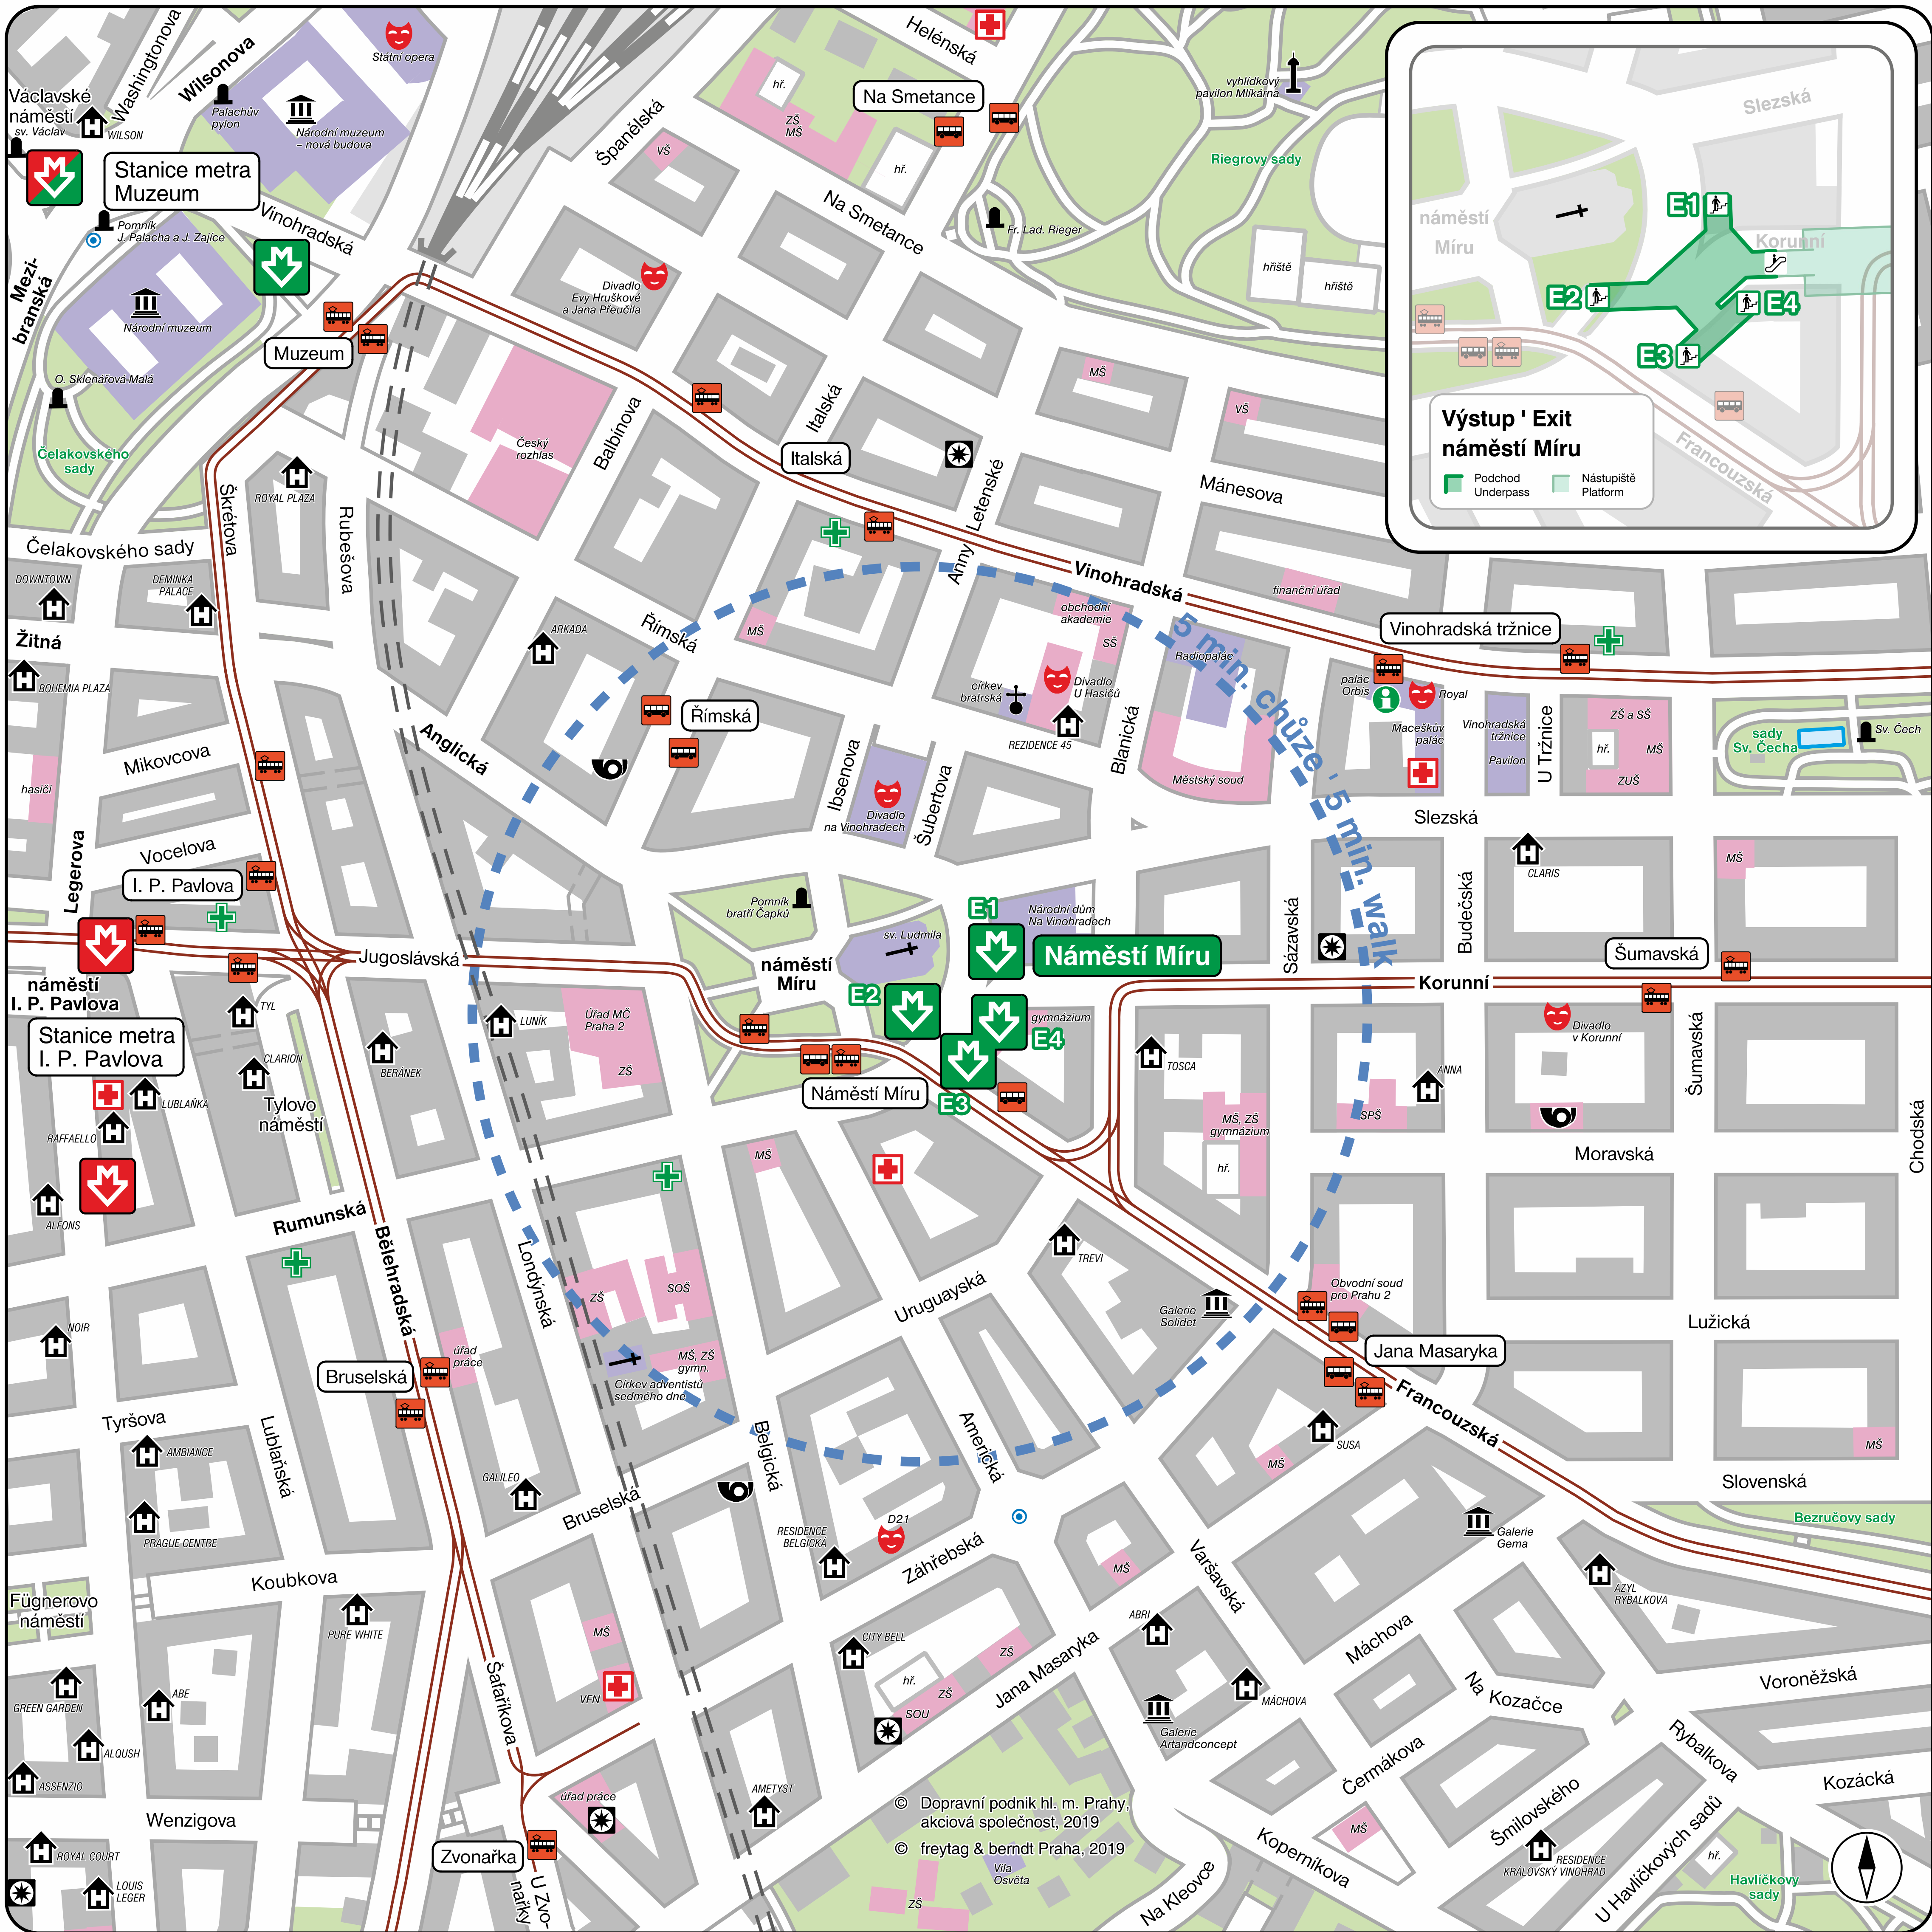 Helénská
Washingtonova
Wilsonova
Státní opera
Václavské
náměstí
sv. Václav
WILSON
Palachův
pylon
Národní muzeum
– nová budova
Španělská
hř.
ZŠ
MŠ
VŠ
hř.
Na Smetance
vyhlídkový
pavilon Mlíkárna
Riegrovy sady
Stanice metra
Muzeum
Pomník
J. Palacha a J. Zajíce
Vinohradská
Na Smetance
Fr. Lad. Rieger
hřiště
hřiště
Mezi-
branská
Národní muzeum
Muzeum
Divadlo
Evy Hruškové
a Jana Přeučila
O. Sklenářová-Malá
Čelakovského
sady
Český
rozhlas
Balbínova
Italská
Italská
MŠ
VŠ
Mánesova
Slezská
náměstí
Míru
E1
Korunní
E2
E4
E3
Francouzská
Výstup ' Exit
náměstí Míru
Podchod
Underpass
Nástupiště
Platform
ROYAL PLAZA
Škrétova
Rubešova
Čelakovského sady
Anny
Letenské
DOWNTOWN
DEMINKA
PALACE
Žitná
BOHEMIA PLAZA
ARKADA
Římská
MŠ
Vinohradská
finanční úřad
obchodní
akademie
SŠ
Radiopalác
5 min. chůze ' 5 min. walk
Vinohradská tržnice
církev
bratrská
Divadlo
U Hasičů
REZIDENCE 45
Blanická
Městský soud
palác
Orbis
Royal
Maceškův
palác
Vinohradská
tržnice
Pavilon
U Tržnice
ZŠ a SŠ
hř.
MŠ
ZUŠ
sady
Sv. Čecha
Sv. Čech
Římská
Anglická
Mikovcova
hasiči
Ibsenova
Divadlo
na Vinohradech
Šubertova
Slezská
Legerova
Vocelova
I. P. Pavlova
CLARIS
MŠ
Pomník
bratří Čapků
sv. Ludmila
E1
Národní dům
Na Vinohradech
Náměstí Míru
Sázavská
Budečská
Šumavská
Jugoslávská
náměstí
Míru
Korunní
náměstí
I. P. Pavlova
TYL
E2
LUNÍK
Úřad MČ
Praha 2
gymnázium
E4
Divadlo
v Korunní
Šumavská
Stanice metra
I. P. Pavlova
CLARION
BERÁNEK
ZŠ
Náměstí Míru
E3
TOSCA
ANNA
LUBLAŇKA
Tylovo
náměstí
RAFFAELLO
MŠ, ZŠ
gymnázium
SPŠ
hř.
Moravská
Chodská
ALFONS
MŠ
Rumunská
Bělehradská
Londýnská
TREVI
ZŠ
SOŠ
Uruguayská
Galerie
Solidet
Obvodní soud
pro Prahu 2
Lužická
NOIR
úřad
práce
Bruselská
MŠ, ZŠ
gymn.
Církev adventistů
sedmého dne
Jana Masaryka
Francouzská
Tyršova
Lublaňská
AMBIANCE
Belgická
Americká
SUSA
MŠ
MŠ
Slovenská
GALILEO
Bruselská
PRAGUE CENTRE
RESIDENCE
BELGICKÁ
D21
Bezručovy sady
Galerie
Gema
Záhřebská
Varšavská
MŠ
Koubkova
Fügnerovo
náměstí
PURE WHITE
AZYL
RYBALKOVA
MŠ
CITY BELL
ABRI
Máchova
ZŠ
hř.
ZŠ
SOU
Jana Masaryka
GREEN GARDEN
ABE
Šafaříkova
VFN
MÁCHOVA
Na Kozačce
Voroněžská
ALQUSH
ASSENZIO
Galerie
Artandconcept
Čermákova
Rybalkova
Kozácká
Wenzigova
úřad práce
AMETYST
© Dopravní podnik hl. m. Prahy,
akciová společnost, 2019
© freytag & berndt Praha, 2019
MŠ
Šmilovského
Zvonařka
Koperníkova
ROYAL COURT
RESIDENCE
KRÁLOVSKÝ VINOHRAD
U Havlíčkových sadů
hř.
Vila
Osvěta
LOUIS
LEGER
U Zvo-
nařky
ZŠ
Na Kleovce
Havlíčkovy
sady